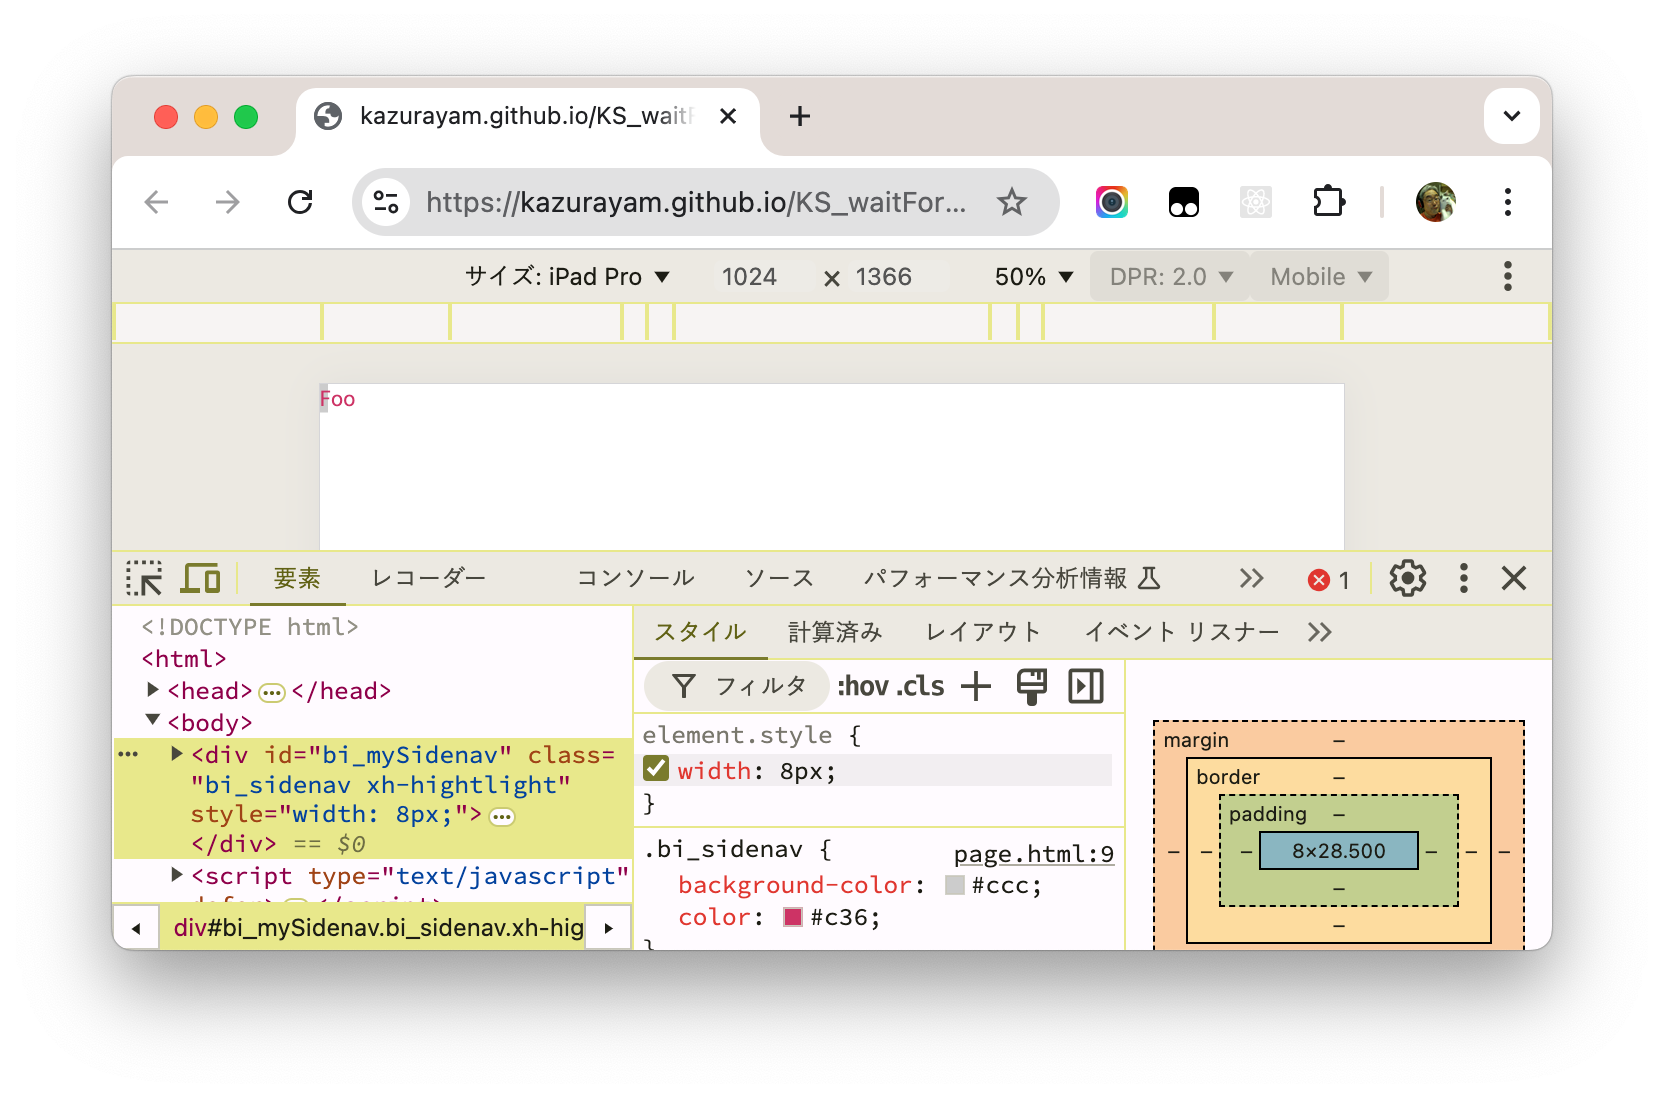 kazurayam.github.io/KS_wait
https://kazurayam.github.io/KS_waitFor...
サイズ: iPad Pro ▼ 1024 × 1366 50% ▼ DPR: 2.0 ▼ Mobile ▼
Foo
要素 レコーダー コンソール ソース パフォーマンス分析情報 1
<!DOCTYPE html>
<html>
<head> ••• </head>
<body>
<div id="bi_mySidenav" class=
"bi_sidenav xh-hightlight"
style="width: 8px;"> •••
</div> == $0
<script type="text/javascript"
div#bi_mySidenav.bi_sidenav.xh-hig
スタイル 計算済み レイアウト イベント リスナー
フィルタ :hov .cls
element.style {
width: 8px;
}
.bi_sidenav { page.html:9
background-color: #ccc;
color: #c36;
}
margin –
border –
padding –
– – – 8×28.500 – – –
–
–